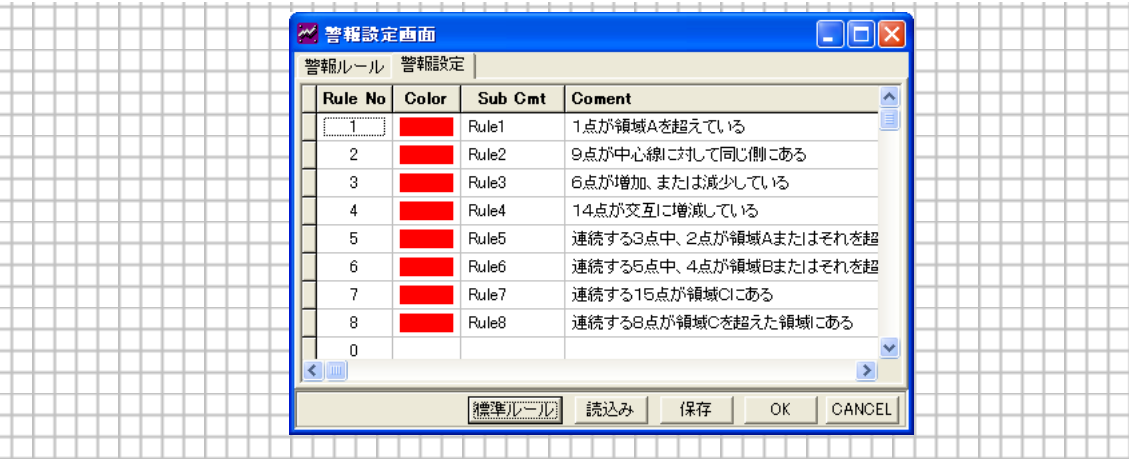 警報設定画面
警報ルール 警報設定
Rule No Color Sub Cmt Coment
1 Rule1 1点が領域Aを超えている
2 Rule2 9点が中心線に対して同じ側にある
3 Rule3 6点が増加、または減少している
4 Rule4 14点が交互に増減している
5 Rule5 連続する3点中、2点が領域Aまたはそれを超
6 Rule6 連続する5点中、4点が領域Bまたはそれを超
7 Rule7 連続する15点が領域Cにある
8 Rule8 連続する8点が領域Cを超えた領域にある
0
標準ルール 読込み 保存 OK CANCEL